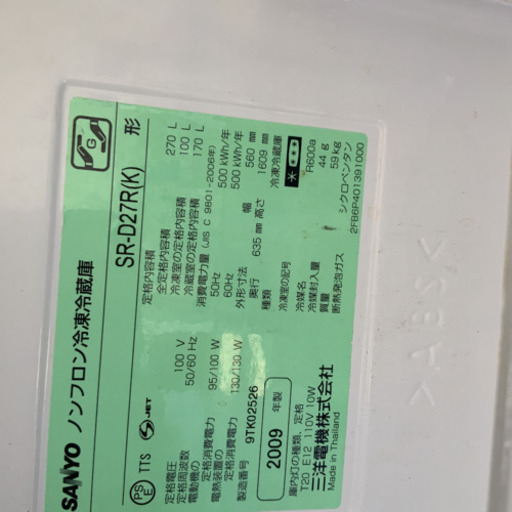 SANYO ノンフロン冷凍冷蔵庫
G
SR-D27R(K) 形
PSE TTS S-JET
定格電圧 100 V
定格周波数 50/60 Hz
電動機の定格消費電力 95/100 W
電熱装置の定格消費電力 130/130 W
製造番号 9TK02526
2009 年製
庫内灯の種類、定格
T20 E12 110V 10W
三洋電機株式会社
Made in Thailand
定格内容積
全定格内容積 270 L
冷凍室の定格内容積 100 L
冷蔵室の定格内容積 170 L
消費電力量 (JIS C 9801-2006年)
50Hz 500 kWh/年
60Hz 500 kWh/年
外形寸法 幅 560 mm
奥行 635 mm 高さ 1609 mm
種類 冷凍冷蔵庫
冷凍室の記号
冷媒名 R600a
冷媒封入量 44 g
質量 59 kg
断熱発泡ガス シクロペンタン
2FB6P401391000
>ABS<